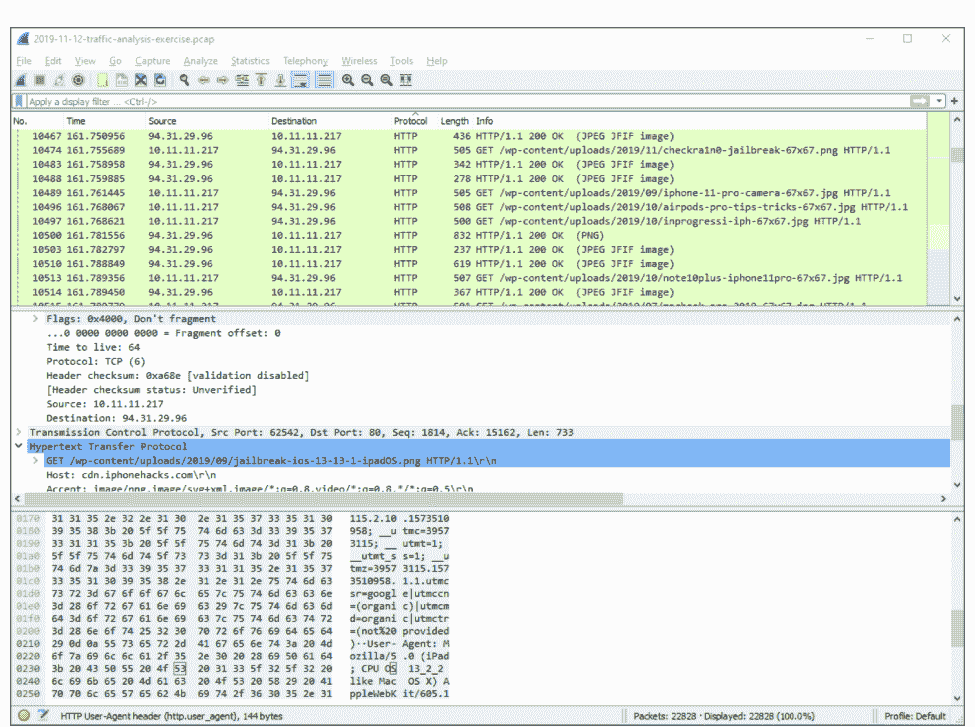 2019-11-12-traffic-analysis-exercise.pcap
File Edit View Go Capture Analyze Statistics Telephony Wireless Tools Help
Apply a display filter ... <Ctrl-/>
No. Time Source Destination Protocol Length Info
10467 161.750956 94.31.29.96 10.11.11.217 HTTP 436 HTTP/1.1 200 OK (JPEG JFIF image)
10474 161.755689 10.11.11.217 94.31.29.96 HTTP 505 GET /wp-content/uploads/2019/11/checkra1n0-jailbreak-67x67.png HTTP/1.1
10483 161.758958 94.31.29.96 10.11.11.217 HTTP 342 HTTP/1.1 200 OK (JPEG JFIF image)
10488 161.759885 94.31.29.96 10.11.11.217 HTTP 278 HTTP/1.1 200 OK (JPEG JFIF image)
10489 161.761445 10.11.11.217 94.31.29.96 HTTP 505 GET /wp-content/uploads/2019/09/iphone-11-pro-camera-67x67.jpg HTTP/1.1
10496 161.768067 10.11.11.217 94.31.29.96 HTTP 508 GET /wp-content/uploads/2019/10/airpods-pro-tips-tricks-67x67.jpg HTTP/1.1
10497 161.768621 10.11.11.217 94.31.29.96 HTTP 500 GET /wp-content/uploads/2019/10/inprogressi-iph-67x67.jpg HTTP/1.1
10500 161.781556 94.31.29.96 10.11.11.217 HTTP 832 HTTP/1.1 200 OK (PNG)
10503 161.782797 94.31.29.96 10.11.11.217 HTTP 237 HTTP/1.1 200 OK (JPEG JFIF image)
10510 161.788849 94.31.29.96 10.11.11.217 HTTP 619 HTTP/1.1 200 OK (JPEG JFIF image)
10513 161.789356 10.11.11.217 94.31.29.96 HTTP 507 GET /wp-content/uploads/2019/10/note10plus-iphone11pro-67x67.jpg HTTP/1.1
10514 161.789450 94.31.29.96 10.11.11.217 HTTP 367 HTTP/1.1 200 OK (JPEG JFIF image)
Flags: 0x4000, Don't fragment
...0 0000 0000 0000 = Fragment offset: 0
Time to live: 64
Protocol: TCP (6)
Header checksum: 0xa68e [validation disabled]
[Header checksum status: Unverified]
Source: 10.11.11.217
Destination: 94.31.29.96
Transmission Control Protocol, Src Port: 62542, Dst Port: 80, Seq: 1814, Ack: 15162, Len: 733
Hypertext Transfer Protocol
GET /wp-content/uploads/2019/09/jailbreak-ios-13-13-1-ipadOS.png HTTP/1.1\r\n
Host: cdn.iphonehacks.com\r\n
Accept: image/png,image/svg+xml,image/*;q=0.8,video/*;q=0.8,*/*;q=0.5\r\n
0170 31 31 35 2e 32 2e 31 30 2e 31 35 37 33 35 31 30 115.2.10 .1573510
0180 39 35 38 3b 20 5f 5f 75 74 6d 63 3d 33 39 35 37 958; __u tmc=3957
0190 33 31 31 35 3b 20 5f 5f 75 74 6d 74 3d 31 3b 20 3115; __ utmt=1;
01a0 5f 5f 75 74 6d 74 5f 73 73 3d 31 3b 20 5f 5f 75 __utmt_s s=1; __u
01b0 74 6d 7a 3d 33 39 35 37 33 31 31 35 2e 31 35 37 tmz=3957 3115.157
01c0 33 35 31 30 39 35 38 2e 31 2e 31 2e 75 74 6d 63 3510958. 1.1.utmc
01d0 73 72 3d 67 6f 6f 6c 65 7c 75 74 6d 63 63 6e sr=googl e|utmccn
01e0 3d 28 6f 72 67 61 6e 69 63 29 7c 75 74 6d 63 6d =(organi c)|utmcm
01f0 64 3d 6f 72 67 61 6e 69 63 7c 75 74 6d 63 74 72 d=organi c|utmctr
0200 3d 28 6e 6f 74 25 32 30 70 72 6f 76 69 64 65 64 =(not%20 provided
0210 29 0d 0a 55 73 65 72 2d 41 67 65 6e 74 3a 20 4d )··User- Agent: M
0220 6f 7a 69 6c 6c 61 2f 35 2e 30 20 28 69 50 61 64 ozilla/5 .0 (iPad
0230 3b 20 43 50 55 20 4f 53 20 31 33 5f 32 5f 32 20 ; CPU OS 13_2_2
0240 6c 69 6b 65 20 4d 61 63 20 4f 53 20 58 29 20 41 like Mac OS X) A
0250 70 70 6c 65 57 65 62 4b 69 74 2f 36 30 35 2e 31 ppleWebK it/605.1
HTTP User-Agent header (http.user_agent), 144 bytes Packets: 22828 · Displayed: 22828 (100.0%) Profile: Default